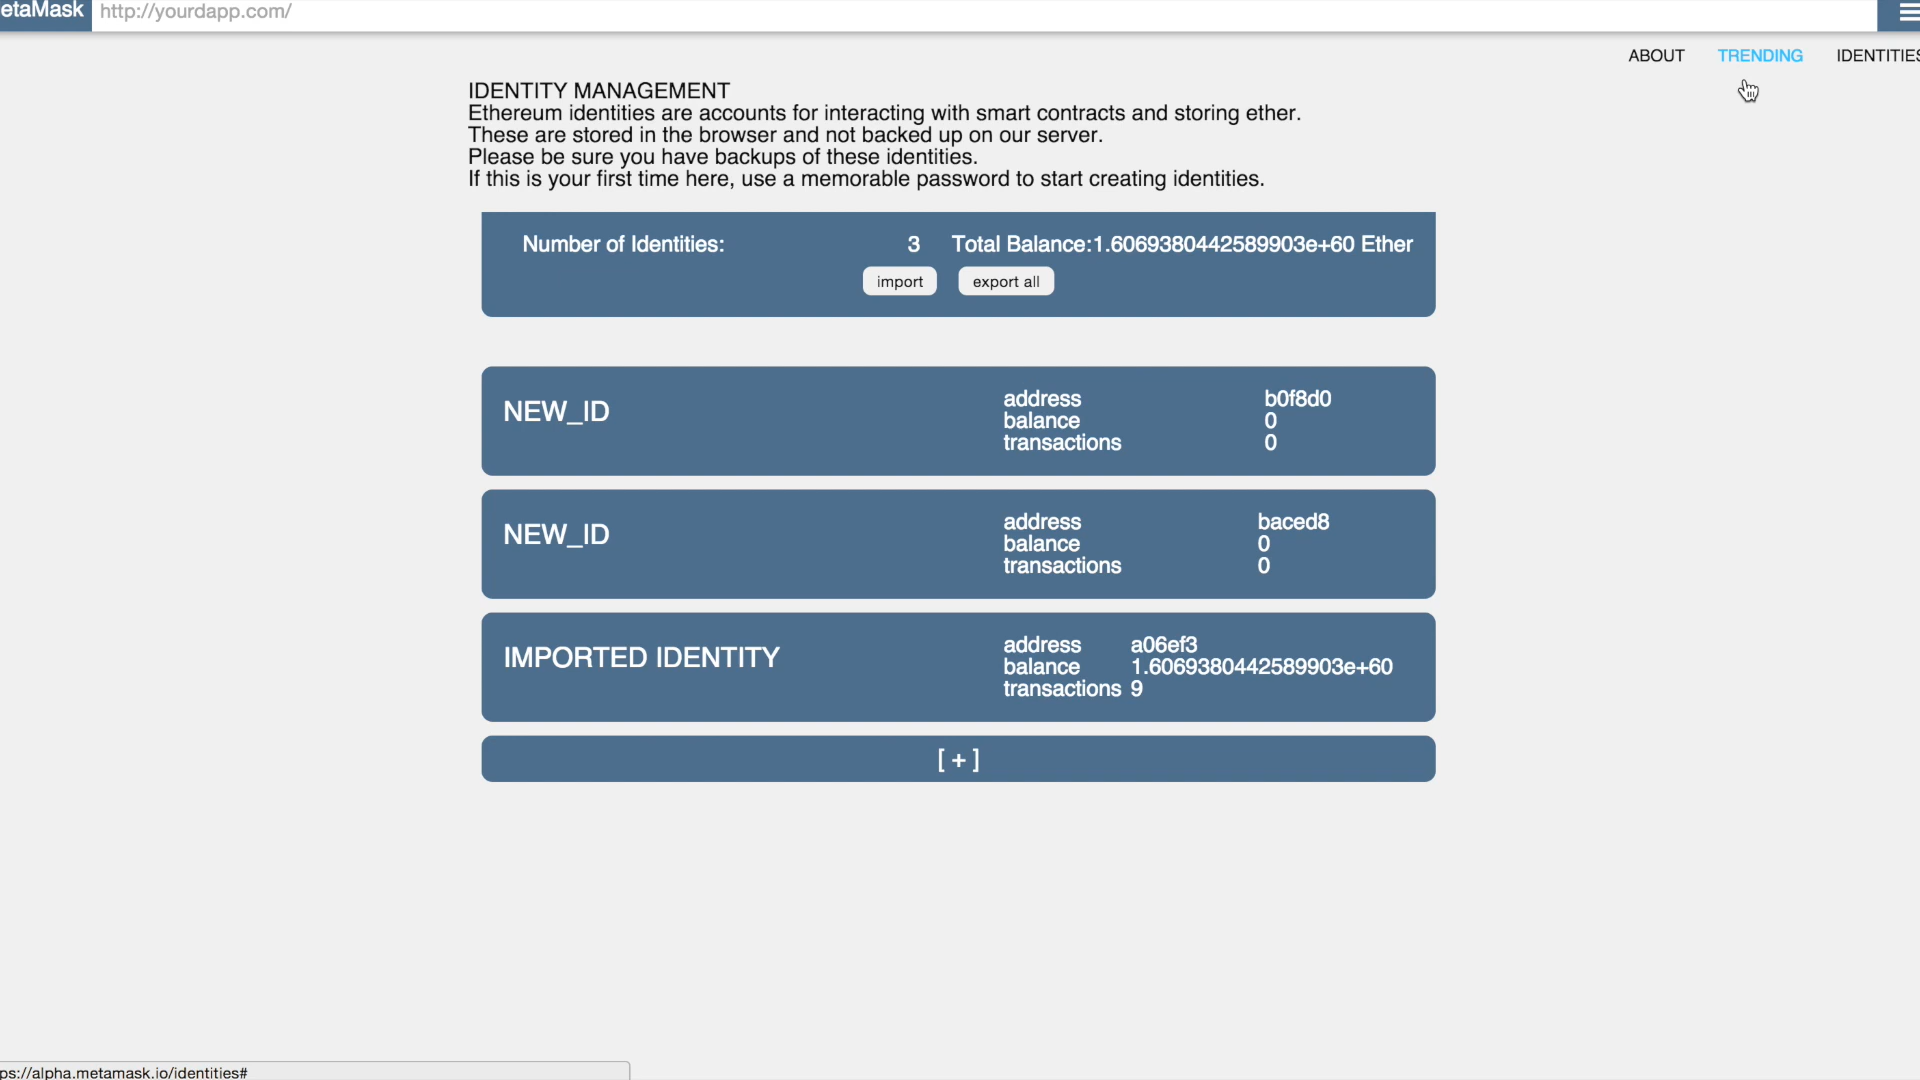 etaMask http://yourdapp.com/
ABOUT TRENDING IDENTITIES
IDENTITY MANAGEMENT
Ethereum identities are accounts for interacting with smart contracts and storing ether.
These are stored in the browser and not backed up on our server.
Please be sure you have backups of these identities.
If this is your first time here, use a memorable password to start creating identities.
Number of Identities: 3 Total Balance:1.6069380442589903e+60 Ether
import export all
NEW_ID
address b0f8d0
balance 0
transactions 0
NEW_ID
address baced8
balance 0
transactions 0
IMPORTED IDENTITY
address a06ef3
balance 1.6069380442589903e+60
transactions 9
[ + ]
ps://alpha.metamask.io/identities#